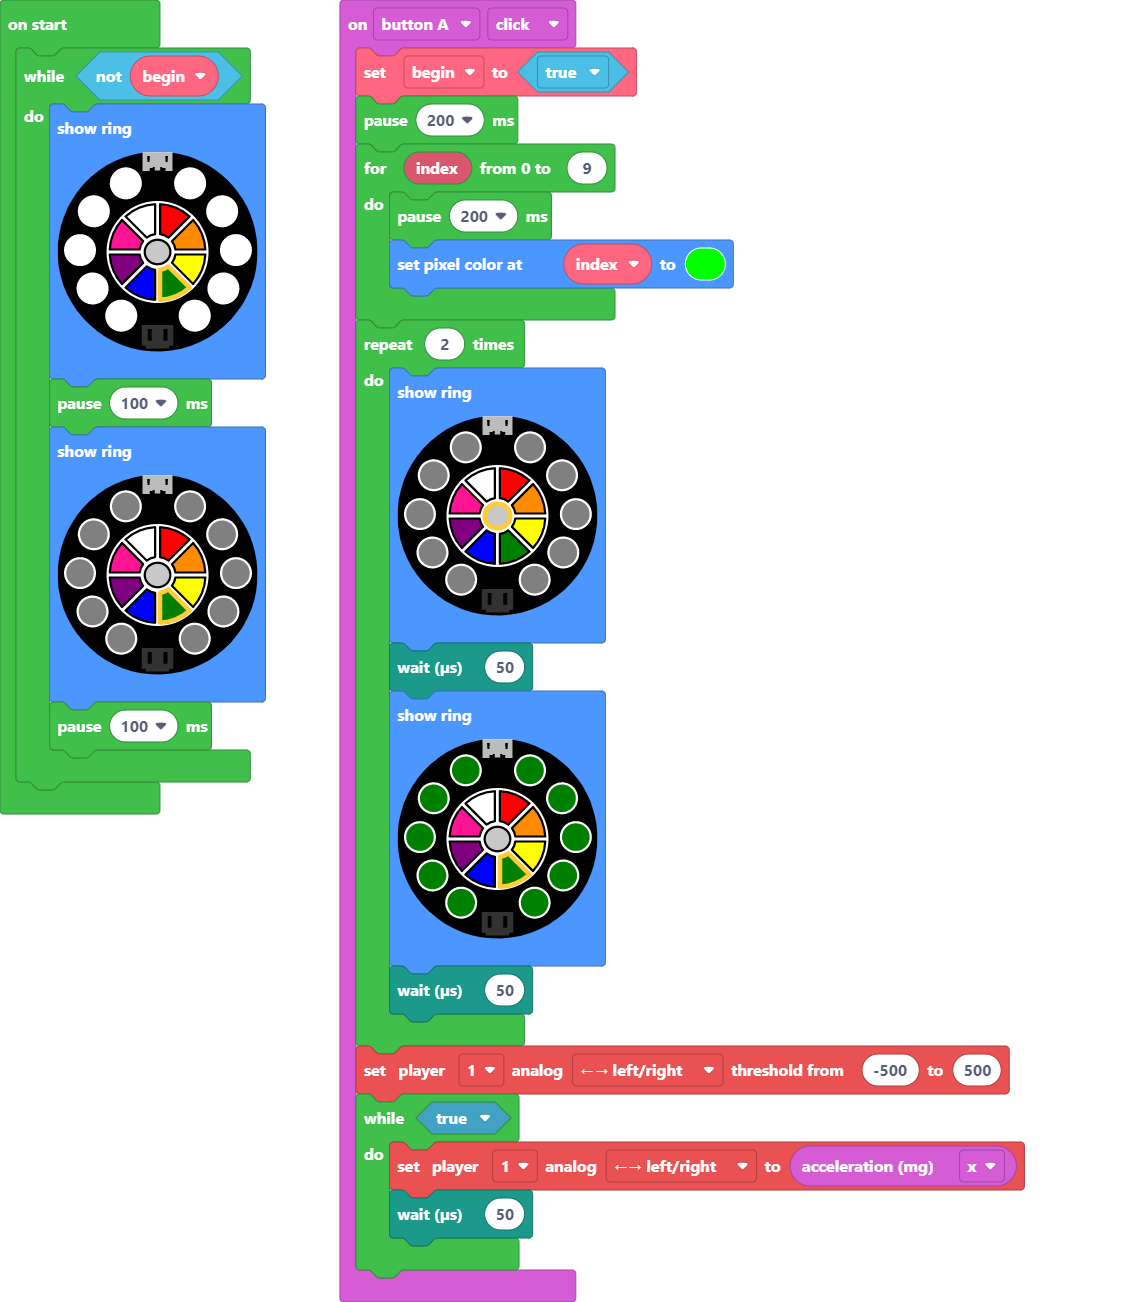 on start
while not begin
do
show ring
pause 100 ms
show ring
pause 100 ms
on button A click
set begin to true
pause 200 ms
for index from 0 to 9
do
pause 200 ms
set pixel color at index to
repeat 2 times
do
show ring
wait (µs) 50
show ring
wait (µs) 50
set player 1 analog ←→ left/right threshold from -500 to 500
while true
do
set player 1 analog ←→ left/right to acceleration (mg) x
wait (µs) 50